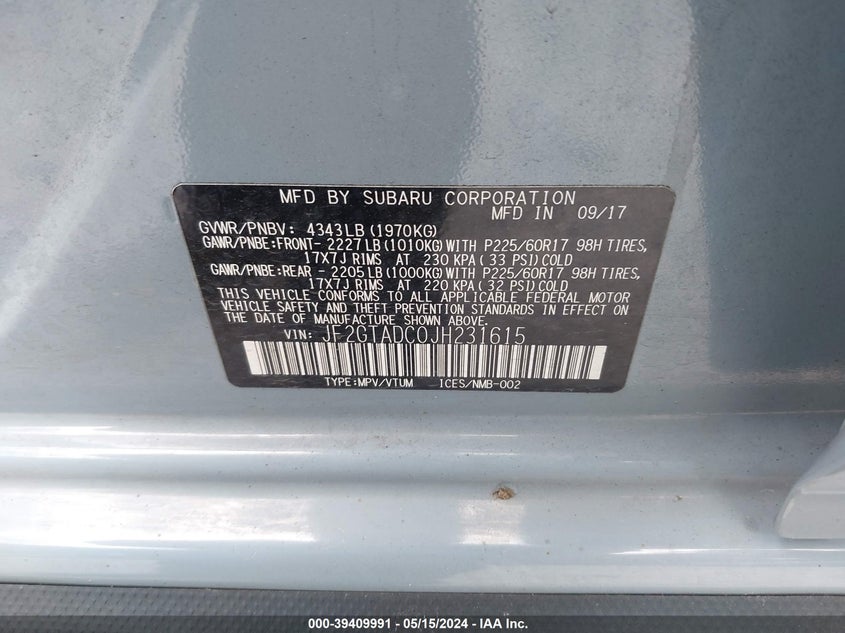 MFD BY SUBARU CORPORATION
MFD IN 09/17
GVWR/PNBV: 4343LB (1970KG)
GAWR/PNBE:FRONT- 2227LB (1010KG) WITH P225/60R17 98H TIRES,
17X7J RIMS AT 230 KPA ( 33 PSI) COLD
GAWR/PNBE:REAR - 2205LB (1000KG) WITH P225/60R17 98H TIRES,
17X7J RIMS AT 220 KPA ( 32 PSI) COLD
THIS VEHICLE CONFORMS TO ALL APPLICABLE FEDERAL MOTOR
VEHICLE SAFETY AND THEFT PREVENTION STANDARDS IN EFFECT ON
THE DATE OF MANUFACTURE SHOWN ABOVE.
VIN: JF2GTADC0JH231615
TYPE:MPV/VTUM ICES/NMB-002
000-39409991 - 05/15/2024 - IAA Inc.